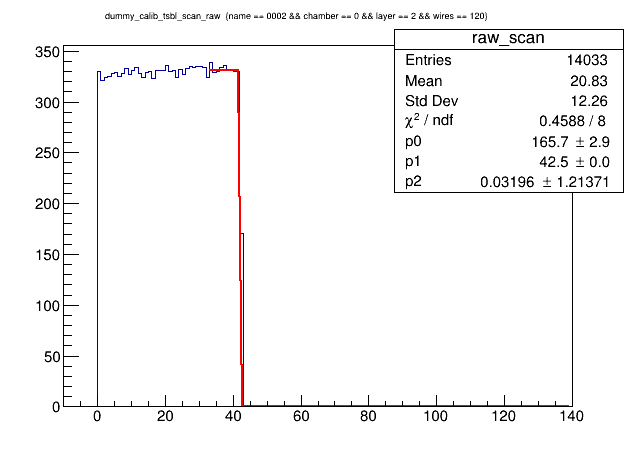 dummy_calib_tsbl_scan_raw (name == 0002 && chamber == 0 && layer == 2 && wires == 120)
raw_scan
Entries 14033
Mean 20.83
Std Dev 12.26
χ² / ndf 0.4588 / 8
p0 165.7 ± 2.9
p1 42.5 ± 0.0
p2 0.03196 ± 1.21371
350
300
250
200
150
100
50
0
0 20 40 60 80 100 120 140